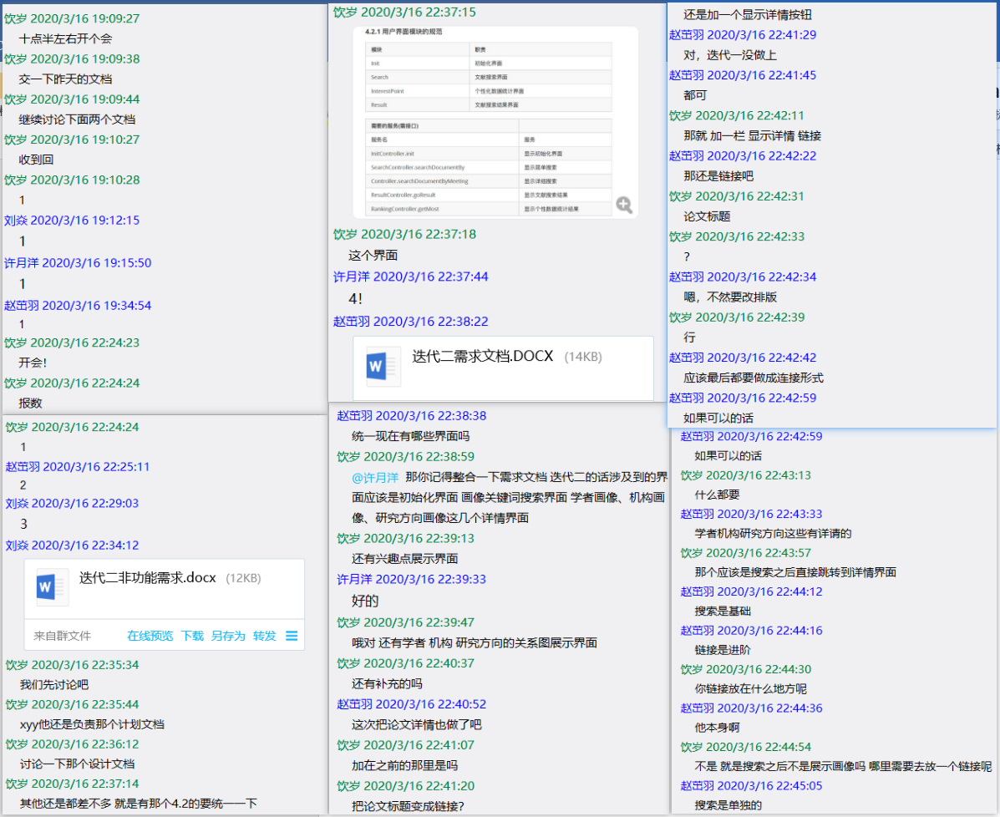 饮岁 2020/3/16 19:09:27
十点半左右开个会
饮岁 2020/3/16 19:09:38
交一下昨天的文档
饮岁 2020/3/16 19:09:44
继续讨论下面两个文档
饮岁 2020/3/16 19:10:27
收到回
饮岁 2020/3/16 19:10:28
1
刘焱 2020/3/16 19:12:15
1
许月洋 2020/3/16 19:15:50
1
赵茁羽 2020/3/16 19:34:54
1
饮岁 2020/3/16 22:24:23
开会!
饮岁 2020/3/16 22:24:24
报数
饮岁 2020/3/16 22:24:24
1
赵茁羽 2020/3/16 22:25:11
2
刘焱 2020/3/16 22:29:03
3
刘焱 2020/3/16 22:34:12
迭代二非功能需求.docx (12KB)
来自群文件 在线预览 下载 另存为 转发
饮岁 2020/3/16 22:35:34
我们先讨论吧
饮岁 2020/3/16 22:35:44
xyy他还是负责那个计划文档
饮岁 2020/3/16 22:36:12
讨论一下那个设计文档
饮岁 2020/3/16 22:37:14
其他还是都差不多 就是有那个4.2的要统一一下
饮岁 2020/3/16 22:37:15
4.2.1 用户界面模块的规范
模块 职责
Init 初始化界面
Search 文献搜索界面
InterestPoint 个性化数据统计界面
Result 文献搜索结果界面
需要的服务(需接口)
服务名 服务
InitController.init 显示初始化界面
SearchController.searchDocumentBy 显示简单搜索
Controller.searchDocumentByMeeting 显示详细搜索
ResultController.goResult 显示文献搜索结果
RankingController.getMost 显示个性数据统计结果
饮岁 2020/3/16 22:37:18
这个界面
许月洋 2020/3/16 22:37:44
4!
赵茁羽 2020/3/16 22:38:22
迭代二需求文档.DOCX (14KB)
赵茁羽 2020/3/16 22:38:38
统一现在有哪些界面吗
饮岁 2020/3/16 22:38:59
@许月洋 那你记得整合一下需求文档 迭代二的话涉及到的界
面应该是初始化界面 画像关键词搜索界面 学者画像、机构画
像、研究方向画像这几个详情界面
饮岁 2020/3/16 22:39:13
还有兴趣点展示界面
许月洋 2020/3/16 22:39:33
好的
饮岁 2020/3/16 22:39:47
哦对 还有学者 机构 研究方向的关系图展示界面
饮岁 2020/3/16 22:40:37
还有补充的吗
赵茁羽 2020/3/16 22:40:52
这次把论文详情也做了吧
饮岁 2020/3/16 22:41:07
加在之前的那里是吗
饮岁 2020/3/16 22:41:20
把论文标题变成链接?
还是加一个显示详情按钮
赵茁羽 2020/3/16 22:41:29
对，迭代一没做上
赵茁羽 2020/3/16 22:41:45
都可
饮岁 2020/3/16 22:42:11
那就 加一栏 显示详情 链接
赵茁羽 2020/3/16 22:42:22
那还是链接吧
饮岁 2020/3/16 22:42:31
论文标题
饮岁 2020/3/16 22:42:33
?
赵茁羽 2020/3/16 22:42:34
嗯，不然要改排版
饮岁 2020/3/16 22:42:39
行
赵茁羽 2020/3/16 22:42:42
应该最后都要做成连接形式
赵茁羽 2020/3/16 22:42:59
如果可以的话
赵茁羽 2020/3/16 22:42:59
如果可以的话
饮岁 2020/3/16 22:43:13
什么都要
赵茁羽 2020/3/16 22:43:33
学者机构研究方向这些有详请的
饮岁 2020/3/16 22:43:57
那个应该是搜索之后直接跳转到详情界面
赵茁羽 2020/3/16 22:44:12
搜索是基础
赵茁羽 2020/3/16 22:44:16
链接是进阶
饮岁 2020/3/16 22:44:30
你链接放在什么地方呢
赵茁羽 2020/3/16 22:44:36
他本身啊
饮岁 2020/3/16 22:44:54
不是 就是搜索之后不是展示画像吗 哪里需要去放一个链接呢
赵茁羽 2020/3/16 22:45:05
搜索是单独的